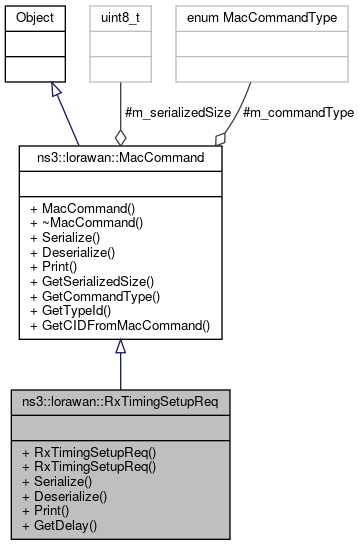 Object
uint8_t
enum MacCommandType
#m_serializedSize
#m_commandType
ns3::lorawan::MacCommand
+ MacCommand()
+ ~MacCommand()
+ Serialize()
+ Deserialize()
+ Print()
+ GetSerializedSize()
+ GetCommandType()
+ GetTypeId()
+ GetCIDFromMacCommand()
ns3::lorawan::RxTimingSetupReq
+ RxTimingSetupReq()
+ RxTimingSetupReq()
+ Serialize()
+ Deserialize()
+ Print()
+ GetDelay()